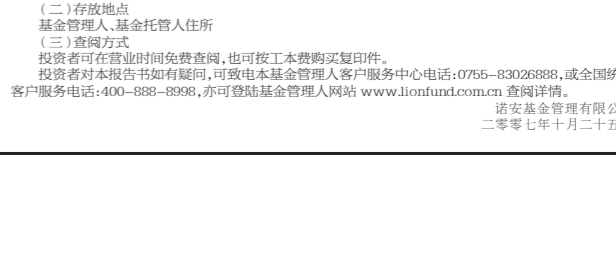 (二)存放地点
基金管理人、基金托管人住所
(三)查阅方式
投资者可在营业时间免费查阅,也可按工本费购买复印件。
投资者对本报告书如有疑问,可致电本基金管理人客户服务中心电话:0755-83026888,或全国统
客户服务电话:400-888-8998,亦可登陆基金管理人网站 www.lionfund.com.cn 查阅详情。
诺安基金管理有限公
二零零七年十月二十五